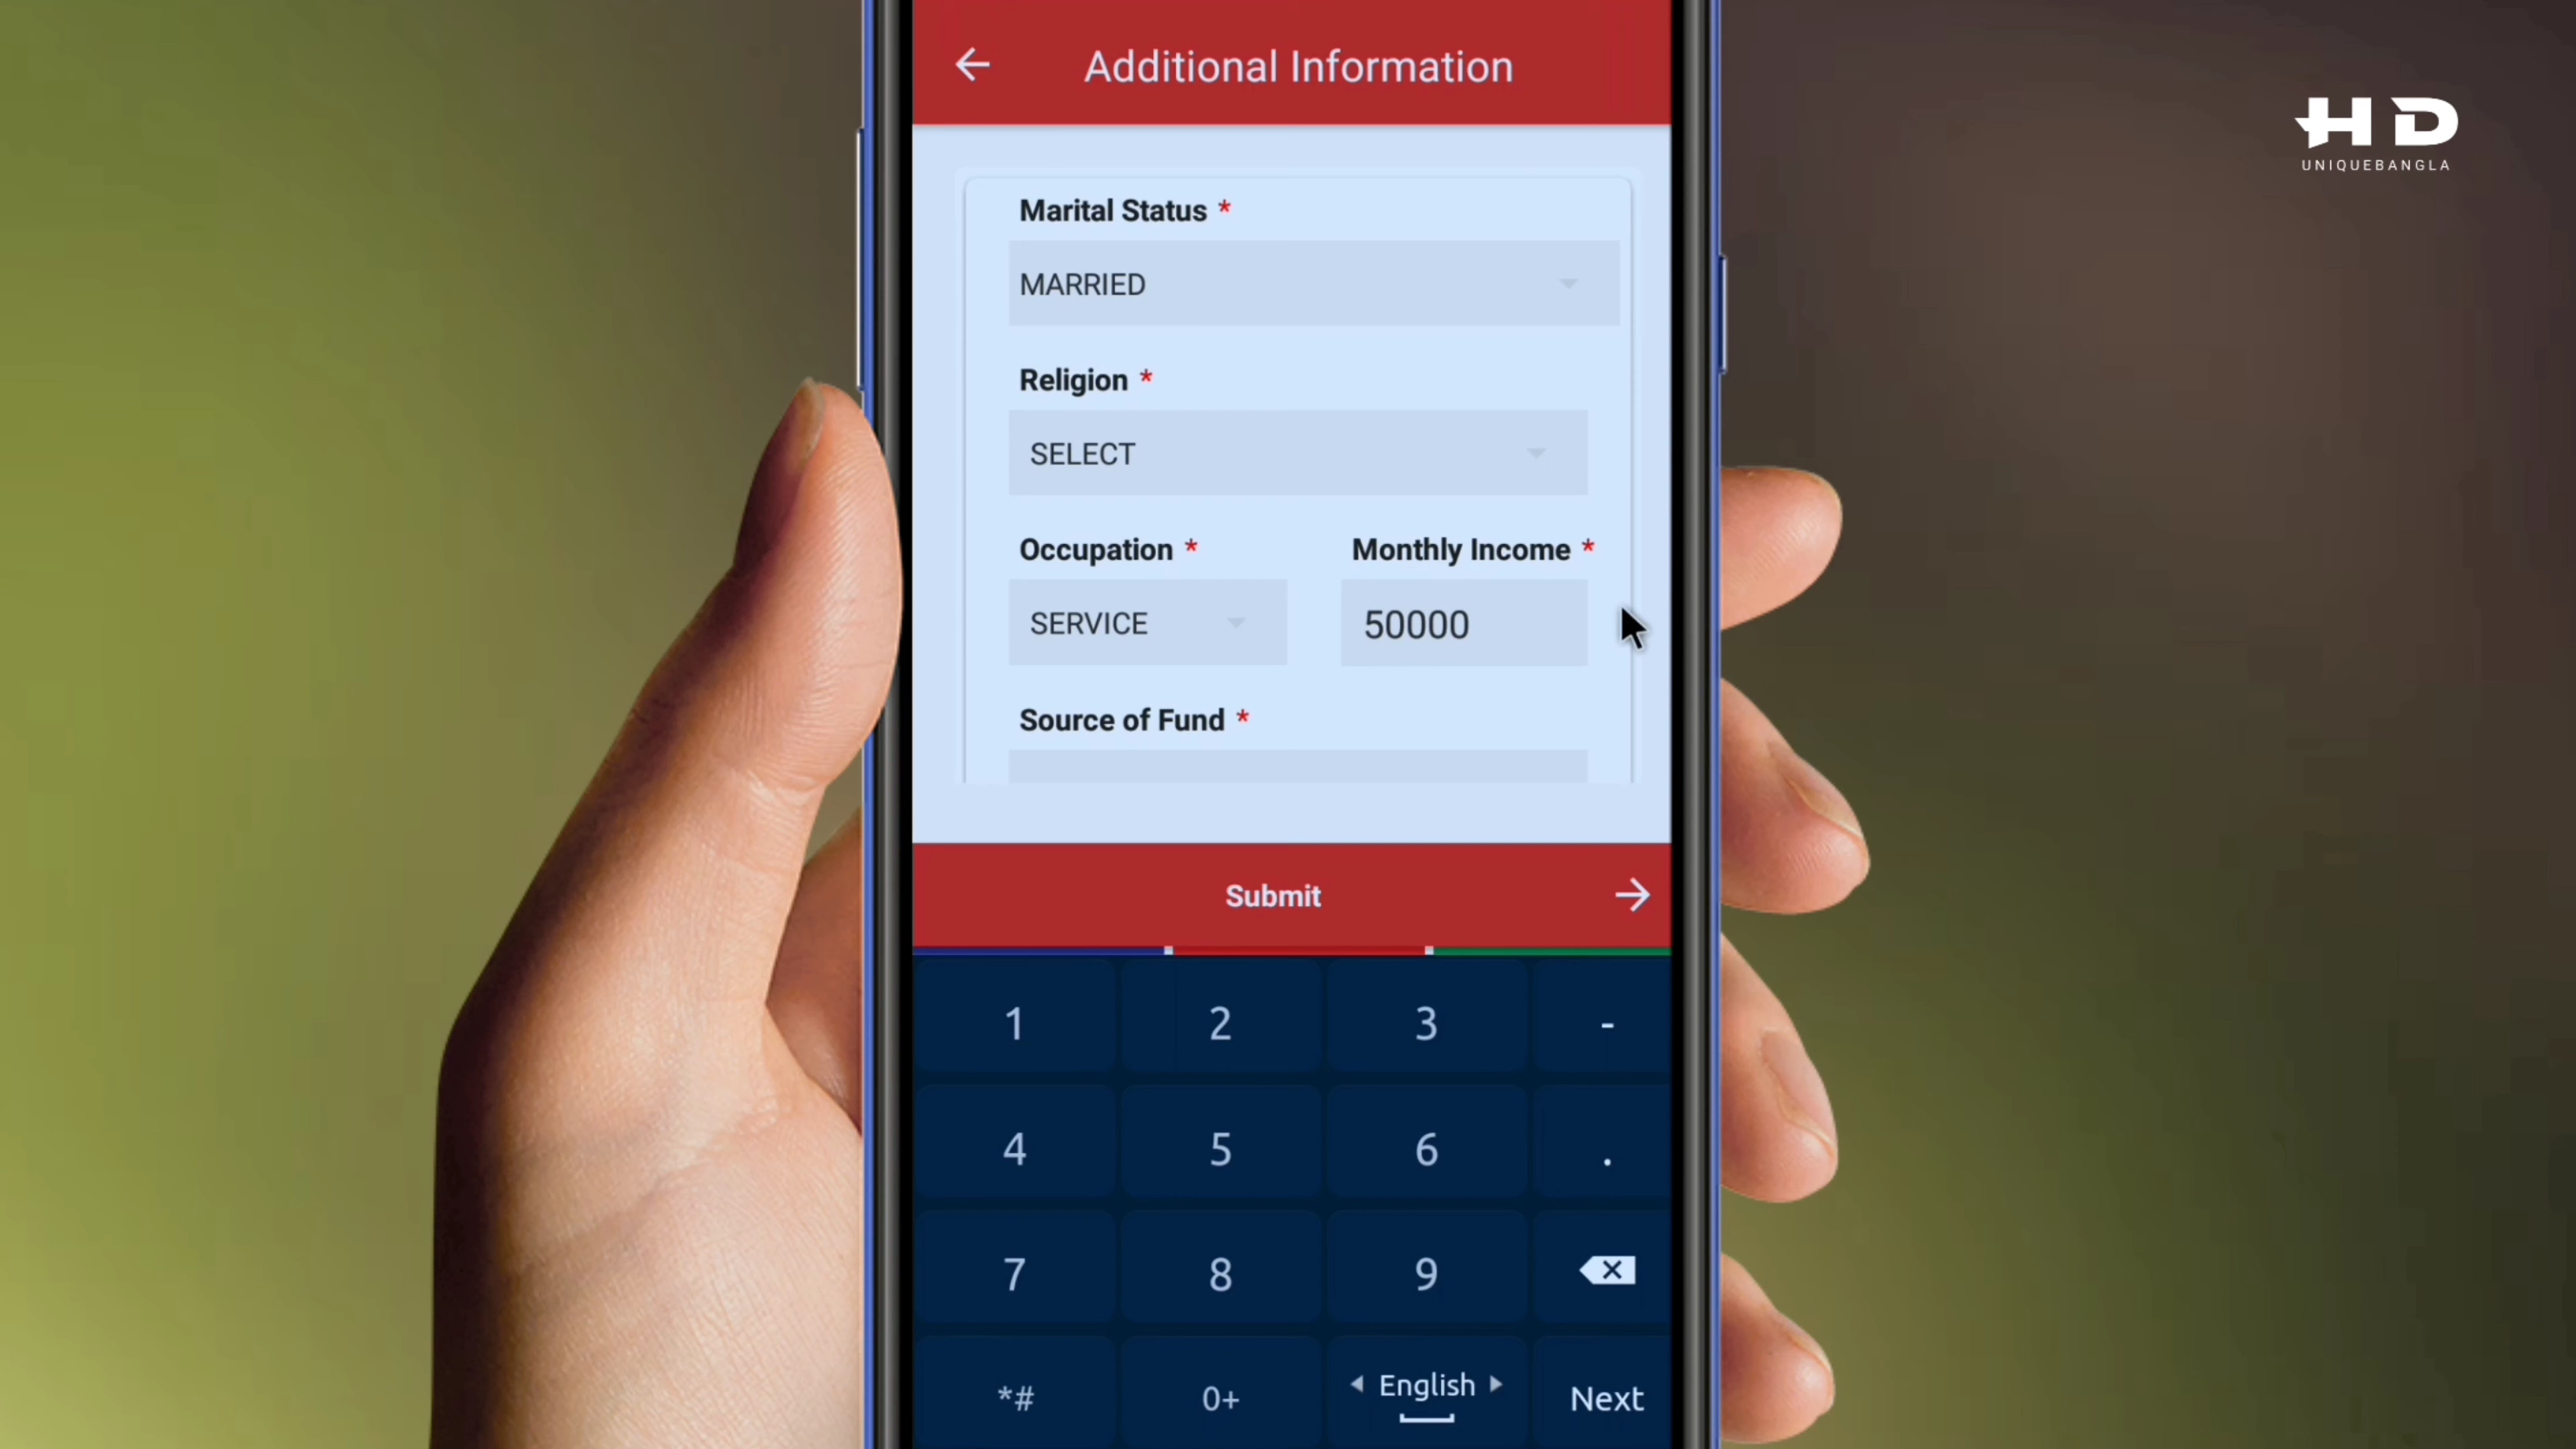 Additional Information
HD
UNIQUEBANGLA
Marital Status *
MARRIED
Religion *
SELECT
Occupation * Monthly Income *
SERVICE 50000
Source of Fund *
Submit
1 2 3 -
4 5 6 .
7 8 9
*# 0+ English Next